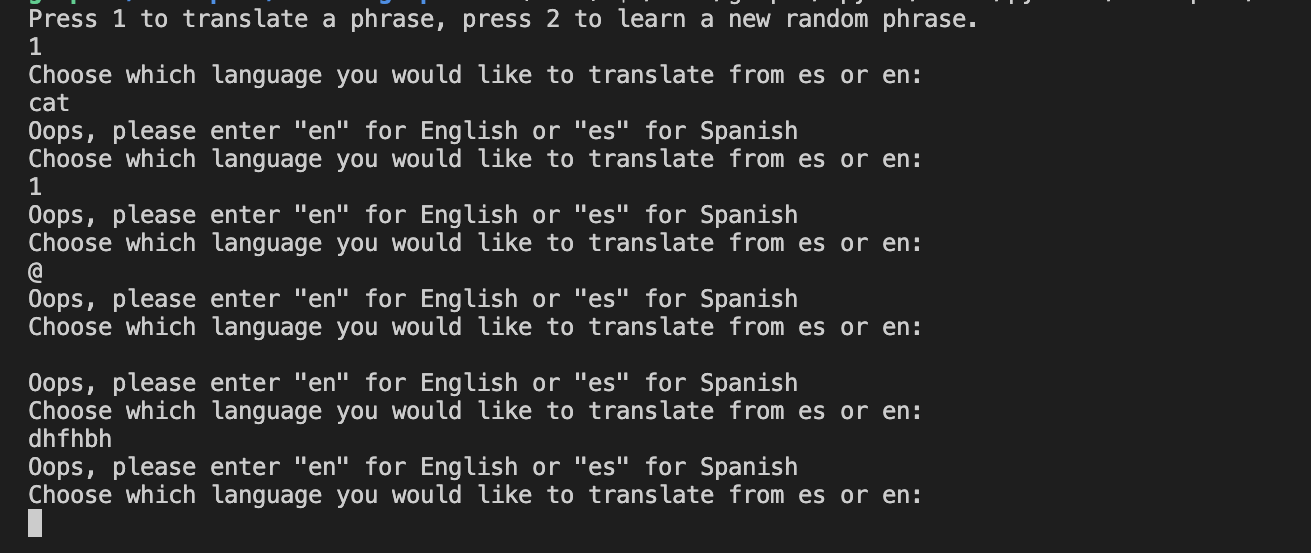 Press 1 to translate a phrase, press 2 to learn a new random phrase.
1
Choose which language you would like to translate from es or en:
cat
Oops, please enter "en" for English or "es" for Spanish
Choose which language you would like to translate from es or en:
1
Oops, please enter "en" for English or "es" for Spanish
Choose which language you would like to translate from es or en:
@
Oops, please enter "en" for English or "es" for Spanish
Choose which language you would like to translate from es or en:
Oops, please enter "en" for English or "es" for Spanish
Choose which language you would like to translate from es or en:
dhfhbh
Oops, please enter "en" for English or "es" for Spanish
Choose which language you would like to translate from es or en: